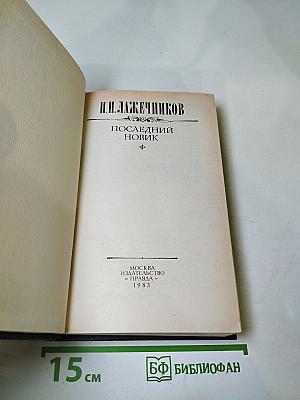 И.И.ЛАЖЕЧНИКОВ
ПОСЛЕДНИЙ
НОВИК
МОСКВА
ИЗДАТЕЛЬСТВО
«ПРАВДА»
1983
15 см
БФ БИБЛИОФАН